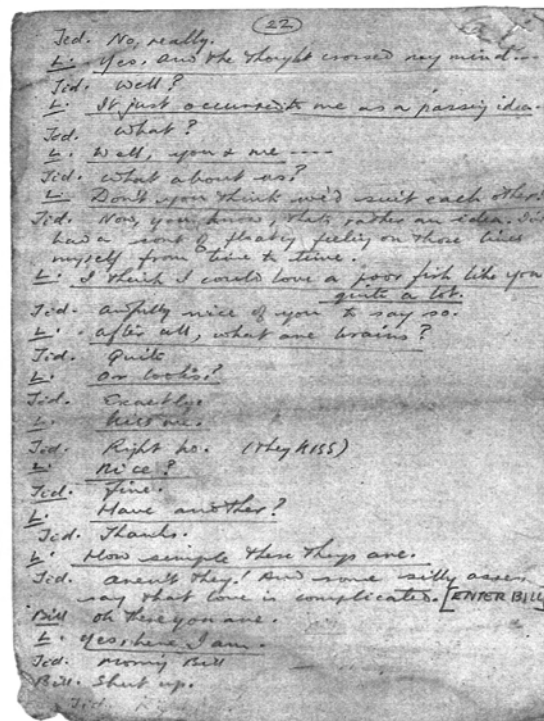 22
Ted. No, really.
L. Yes, and the thought crossed my mind....
Ted. Well?
L. It just occurred to me as a passing idea.
Ted. What?
L. Well, you & me ----
Ted. What about us?
L. Don't you think we'd suit each other?
Ted. Now, you know, that's rather an idea. I've
had a sort of floaty feeling on those lines
myself from time to time.
L. I think I could love a poor fish like you
quite a lot.
Ted. Awfully nice of you to say so.
L. After all, what are brains?
Ted. Quite
L. Or looks?
Ted. Exactly.
L. Kiss me.
Ted. Right ho. (They KISS)
L. Nice?
Ted. Fine.
L. Have another?
Ted. Thanks.
L. How simple these things are.
Ted. Aren't they! And some silly asses
say that love is complicated. [ENTER BILL]
Bill Oh there you are.
L. Yes, here I am.
Ted. Morning Bill
Bill. Shut up.
Ted.